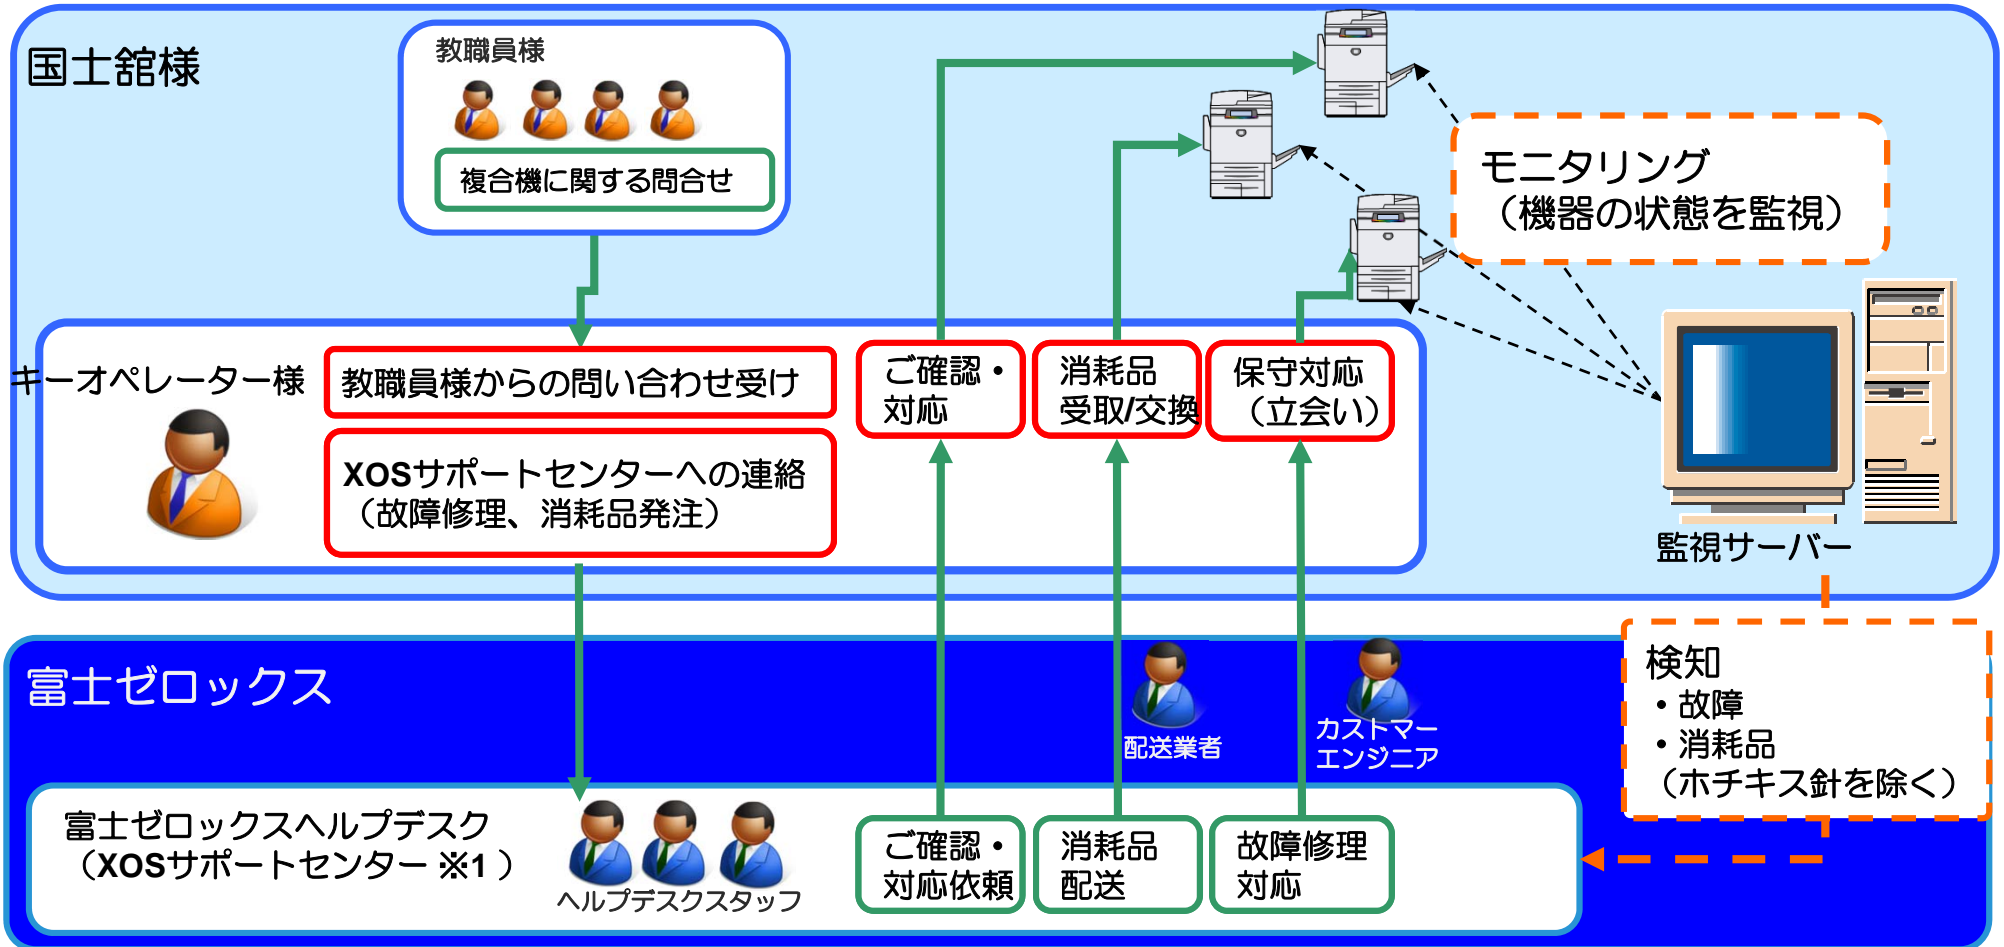 国士舘様
教職員様
複合機に関する問合せ
モニタリング
（機器の状態を監視）
キーオペレーター様
教職員様からの問い合わせ受け
XOSサポートセンターへの連絡
（故障修理、消耗品発注）
ご確認・
対応
消耗品
受取/交換
保守対応
（立会い）
監視サーバー
富士ゼロックス
配送業者
カストマー
エンジニア
検知
・故障
・消耗品
（ホチキス針を除く）
富士ゼロックスヘルプデスク
（XOSサポートセンター ※1 ）
ヘルプデスクスタッフ
ご確認・
対応依頼
消耗品
配送
故障修理
対応